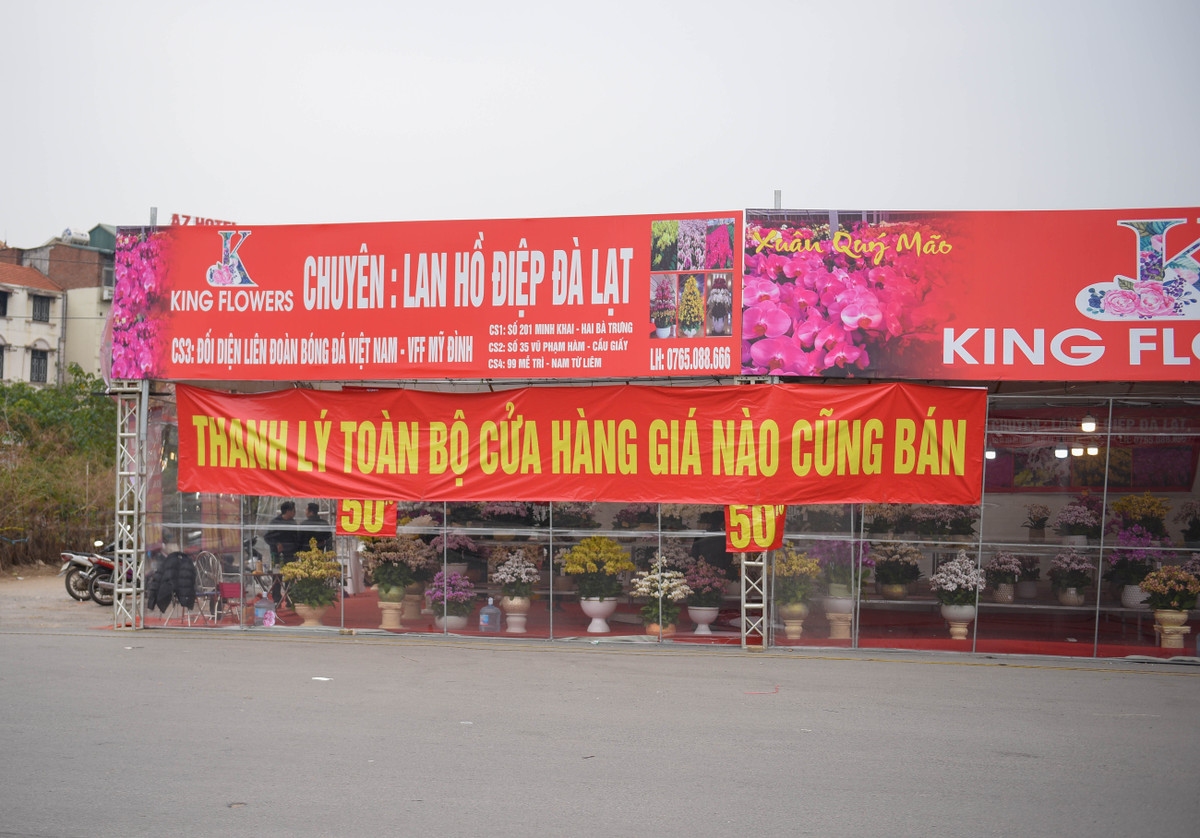 AZ HOTEL
K
KING FLOWERS
CHUYÊN : LAN HỒ ĐIỆP ĐÀ LẠT
CS3: ĐỐI DIỆN LIÊN ĐOÀN BÓNG ĐÁ VIỆT NAM - VFF MỸ ĐÌNH
CS1: SỐ 201 MINH KHAI - HAI BÀ TRƯNG
CS2: SỐ 35 VŨ PHẠM HÀM - CẦU GIẤY
CS4: 99 MỄ TRÌ - NAM TỪ LIÊM
LH: 0765.088.666
Xuân Quý Mão
K
KING FL
THANH LÝ TOÀN BỘ CỬA HÀNG GIÁ NÀO CŨNG BÁN
50%
50%